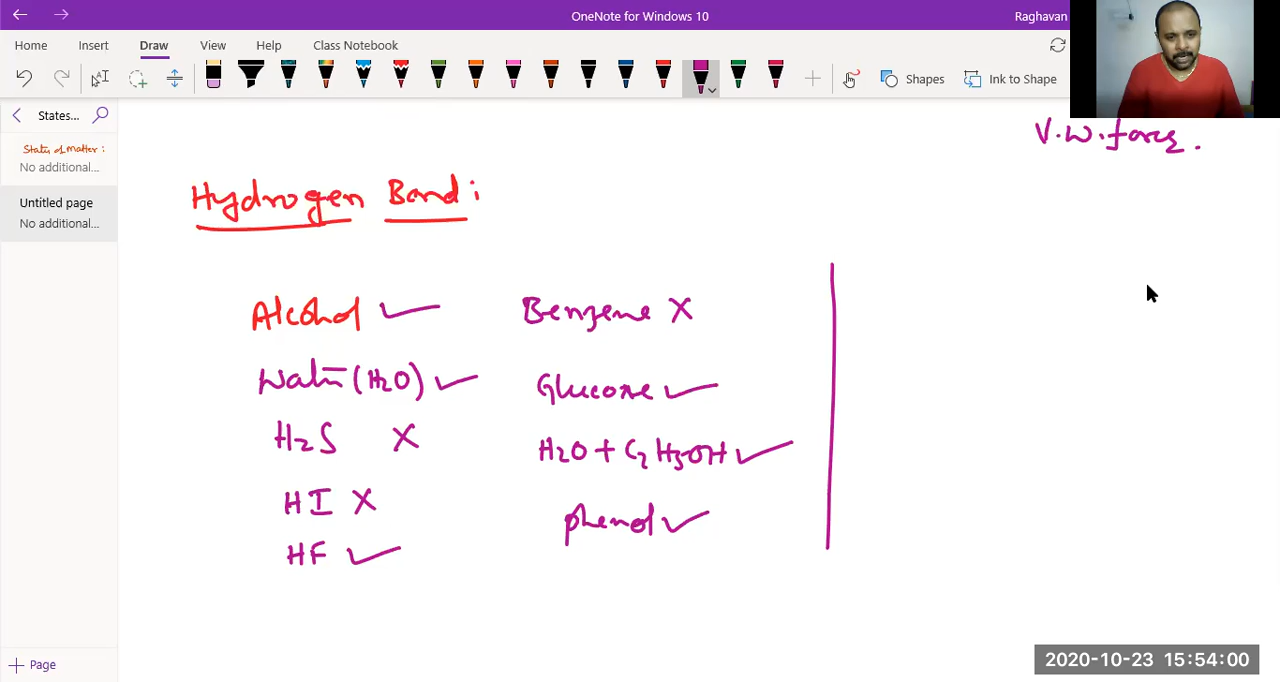 OneNote for Windows 10
Raghavan
Home Insert Draw View Help Class Notebook
Shapes
Ink to Shape
States...
States of matter:
No additional...
Untitled page
No additional...
V.W.forces.
Hydrogen Bond:
Alcohol ✓ Benzene X
Water (H2O) ✓ Glucose ✓
H2S X H2O + C2H5OH ✓
HI X phenol ✓
HF ✓
Page
2020-10-23 15:54:00